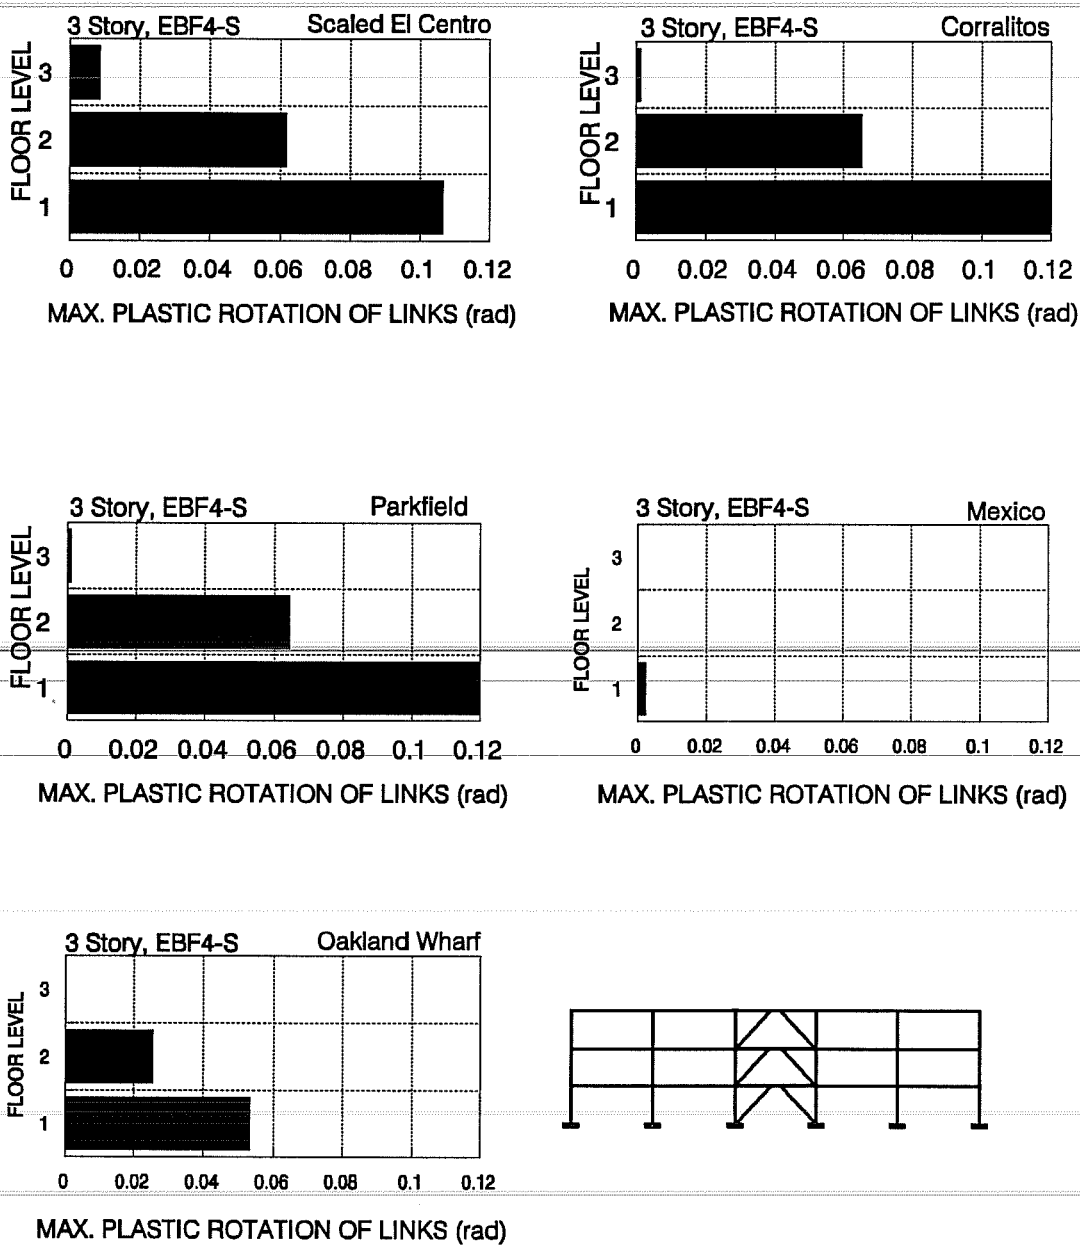 3 Story, EBF4-S Scaled El Centro
FLOOR LEVEL
3
2
1
0 0.02 0.04 0.06 0.08 0.1 0.12
MAX. PLASTIC ROTATION OF LINKS (rad)
3 Story, EBF4-S Corralitos
FLOOR LEVEL
3
2
1
0 0.02 0.04 0.06 0.08 0.1 0.12
MAX. PLASTIC ROTATION OF LINKS (rad)
3 Story, EBF4-S Parkfield
FLOOR LEVEL
3
2
1
0 0.02 0.04 0.06 0.08 0.1 0.12
MAX. PLASTIC ROTATION OF LINKS (rad)
3 Story, EBF4-S Mexico
FLOOR LEVEL
3
2
1
0 0.02 0.04 0.06 0.08 0.1 0.12
MAX. PLASTIC ROTATION OF LINKS (rad)
3 Story, EBF4-S Oakland Wharf
FLOOR LEVEL
3
2
1
0 0.02 0.04 0.06 0.08 0.1 0.12
MAX. PLASTIC ROTATION OF LINKS (rad)